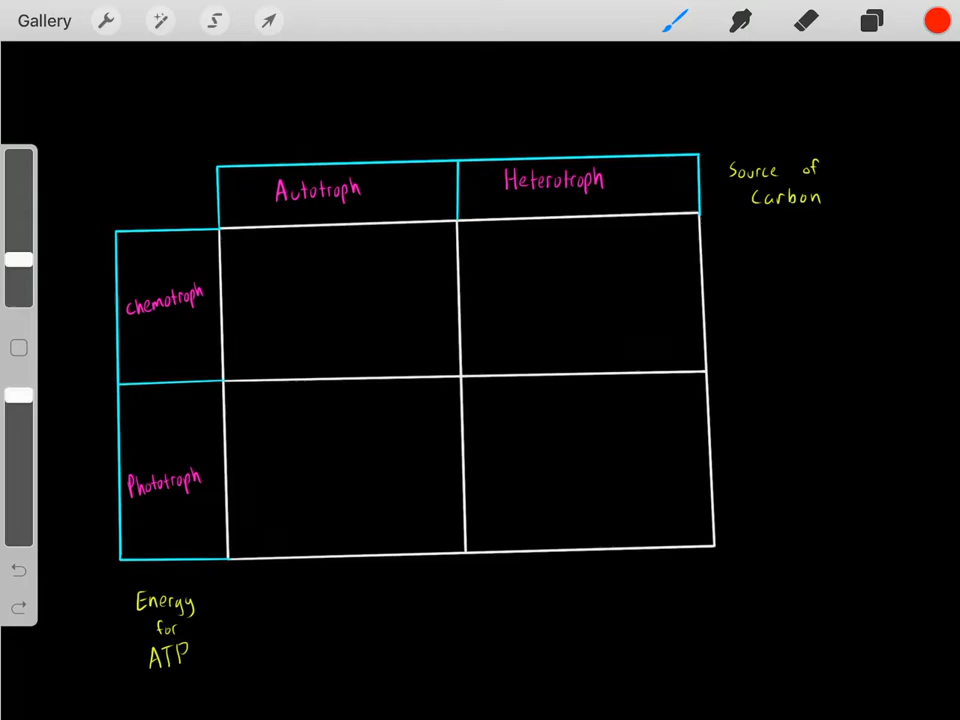 Gallery
Autotroph
Heterotroph
Source of
Carbon
chemotroph
Phototroph
Energy
for
ATP